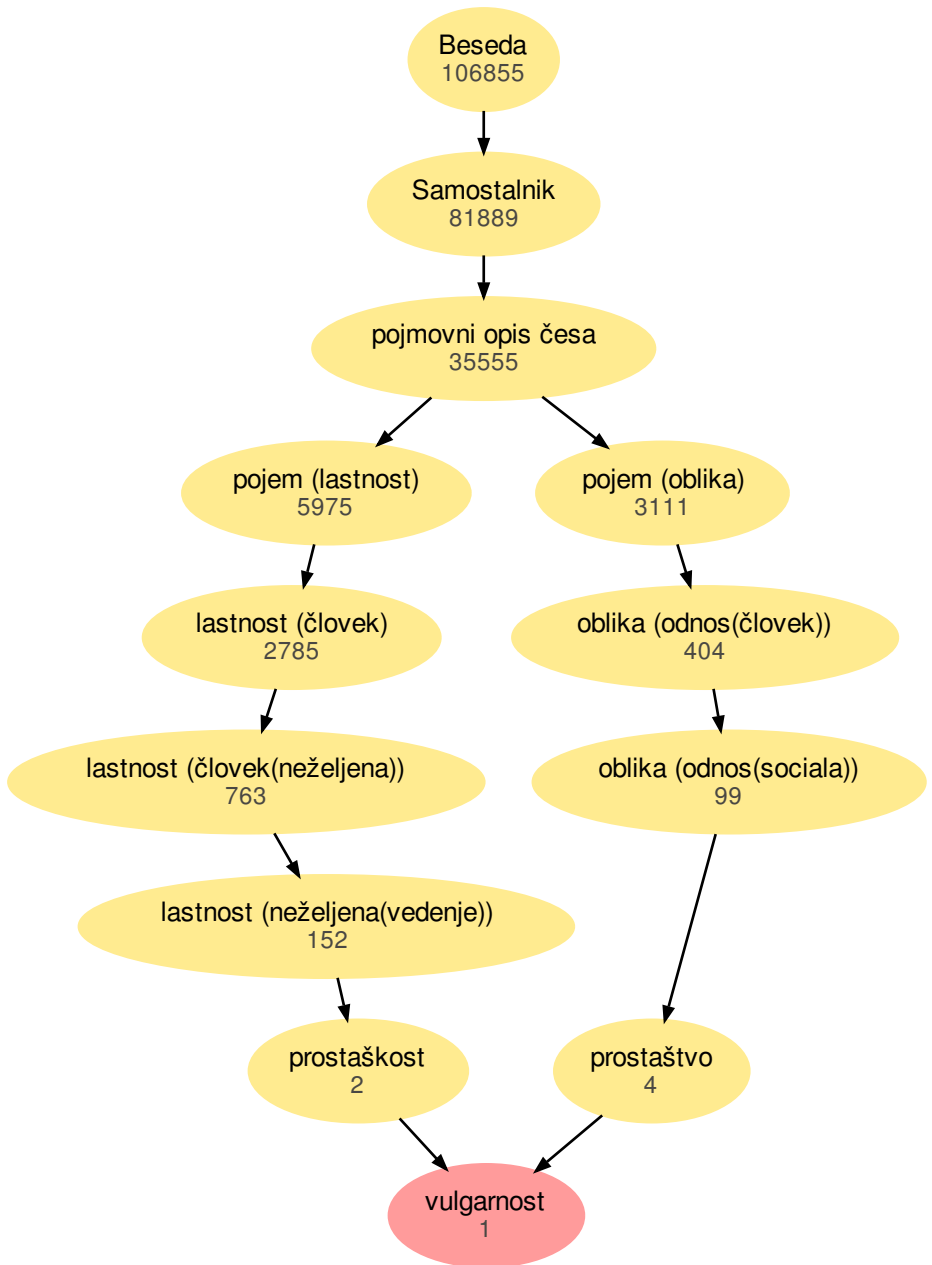 Beseda
106855
Samostalnik
81889
pojmovni opis česa
35555
pojem (lastnost)
5975
pojem (oblika)
3111
lastnost (človek)
2785
oblika (odnos(človek))
404
lastnost (človek(neželjena))
763
oblika (odnos(sociala))
99
lastnost (neželjena(vedenje))
152
prostaškost
2
prostaštvo
4
vulgarnost
1